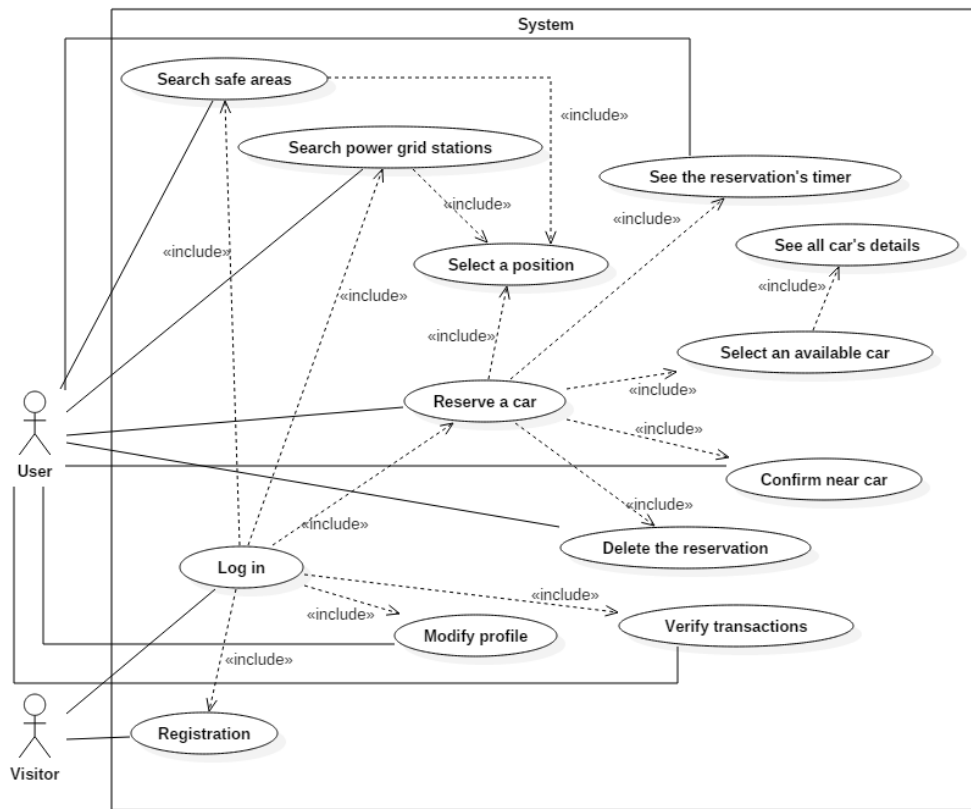 System
Search safe areas
«include»
Search power grid stations
See the reservation's timer
«include»
«include»
See all car's details
«include»
Select a position
«include»
«include»
«include»
Select an available car
Reserve a car
«include»
«include»
User
Confirm near car
«include»
«include»
Delete the reservation
Log in
«include»
«include»
Verify transactions
Modify profile
«include»
Registration
Visitor